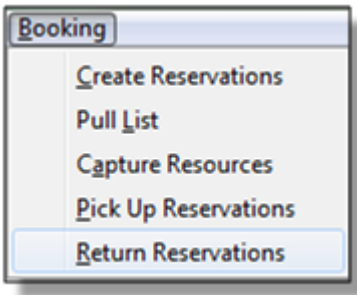 Booking
Create Reservations
Pull List
Capture Resources
Pick Up Reservations
Return Reservations